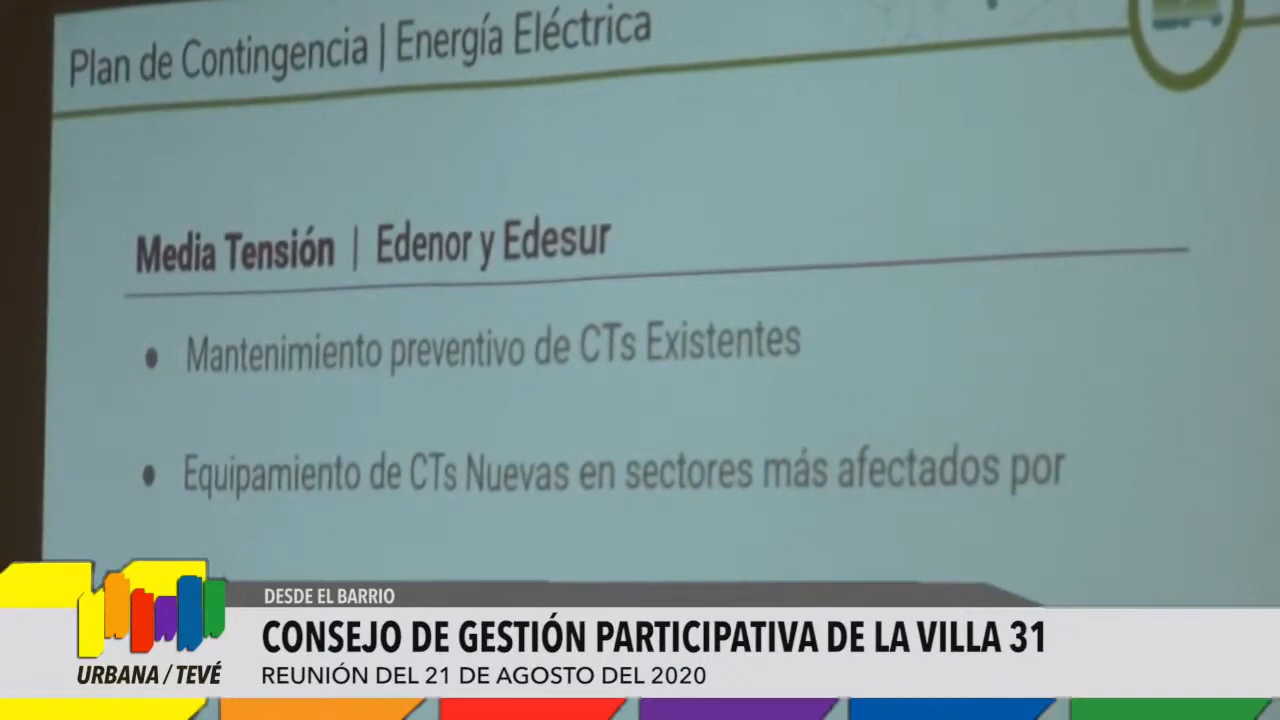 Plan de Contingencia | Energía Eléctrica
Media Tensión | Edenor y Edesur
• Mantenimiento preventivo de CTs Existentes
• Equipamiento de CTs Nuevas en sectores más afectados por
DESDE EL BARRIO
CONSEJO DE GESTIÓN PARTICIPATIVA DE LA VILLA 31
URBANA / TEVÉ
REUNIÓN DEL 21 DE AGOSTO DEL 2020